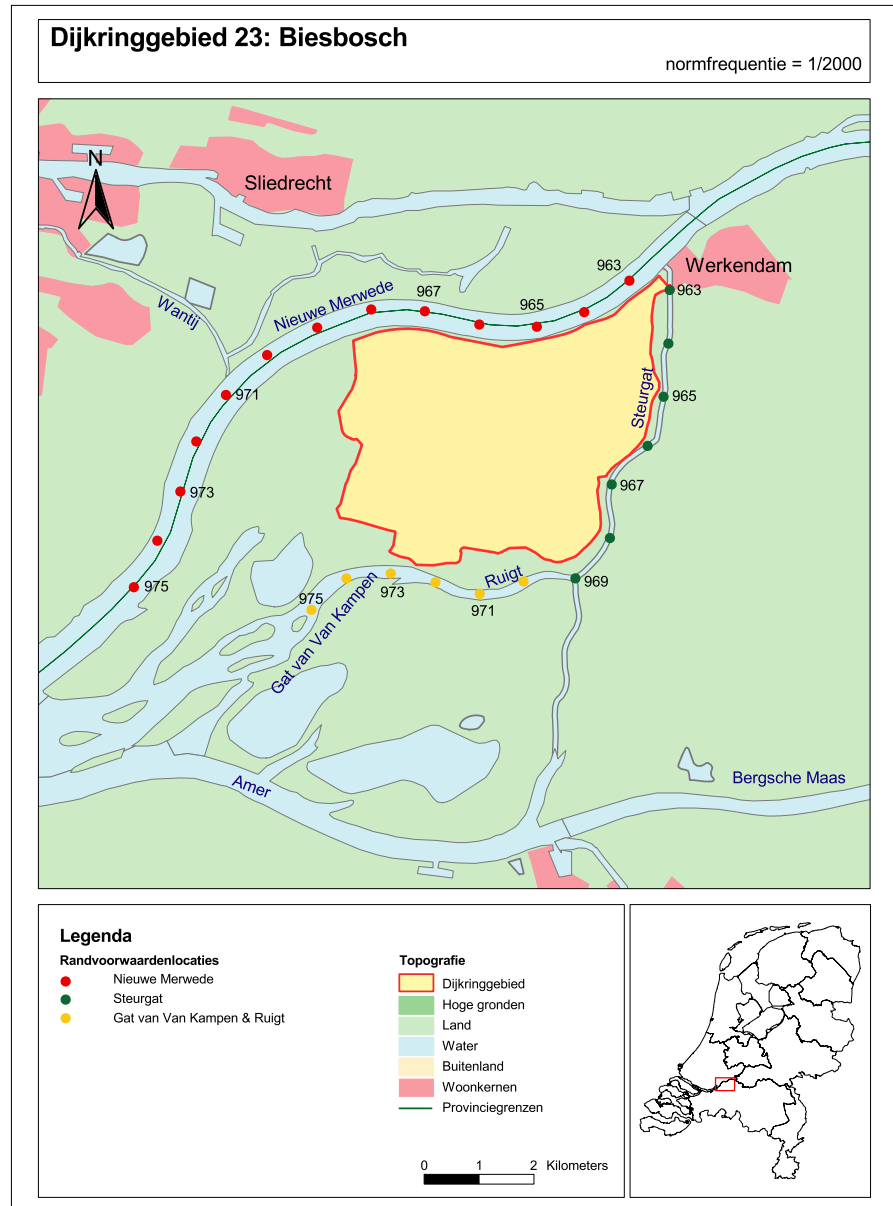 Dijkringgebied 23: Biesbosch
normfrequentie = 1/2000
N
Sliedrecht
Werkendam
Wantij
Nieuwe Merwede
963
963
967
965
971
965
Steurgat
973
967
975
969
Ruigt
973
971
975
Gat van Van Kampen
Amer
Bergsche Maas
Legenda
Randvoorwaardenlocaties
Nieuwe Merwede
Steurgat
Gat van Van Kampen & Ruigt
Topografie
Dijkringgebied
Hoge gronden
Land
Water
Buitenland
Woonkernen
Provinciegrenzen
0 1 2 Kilometers